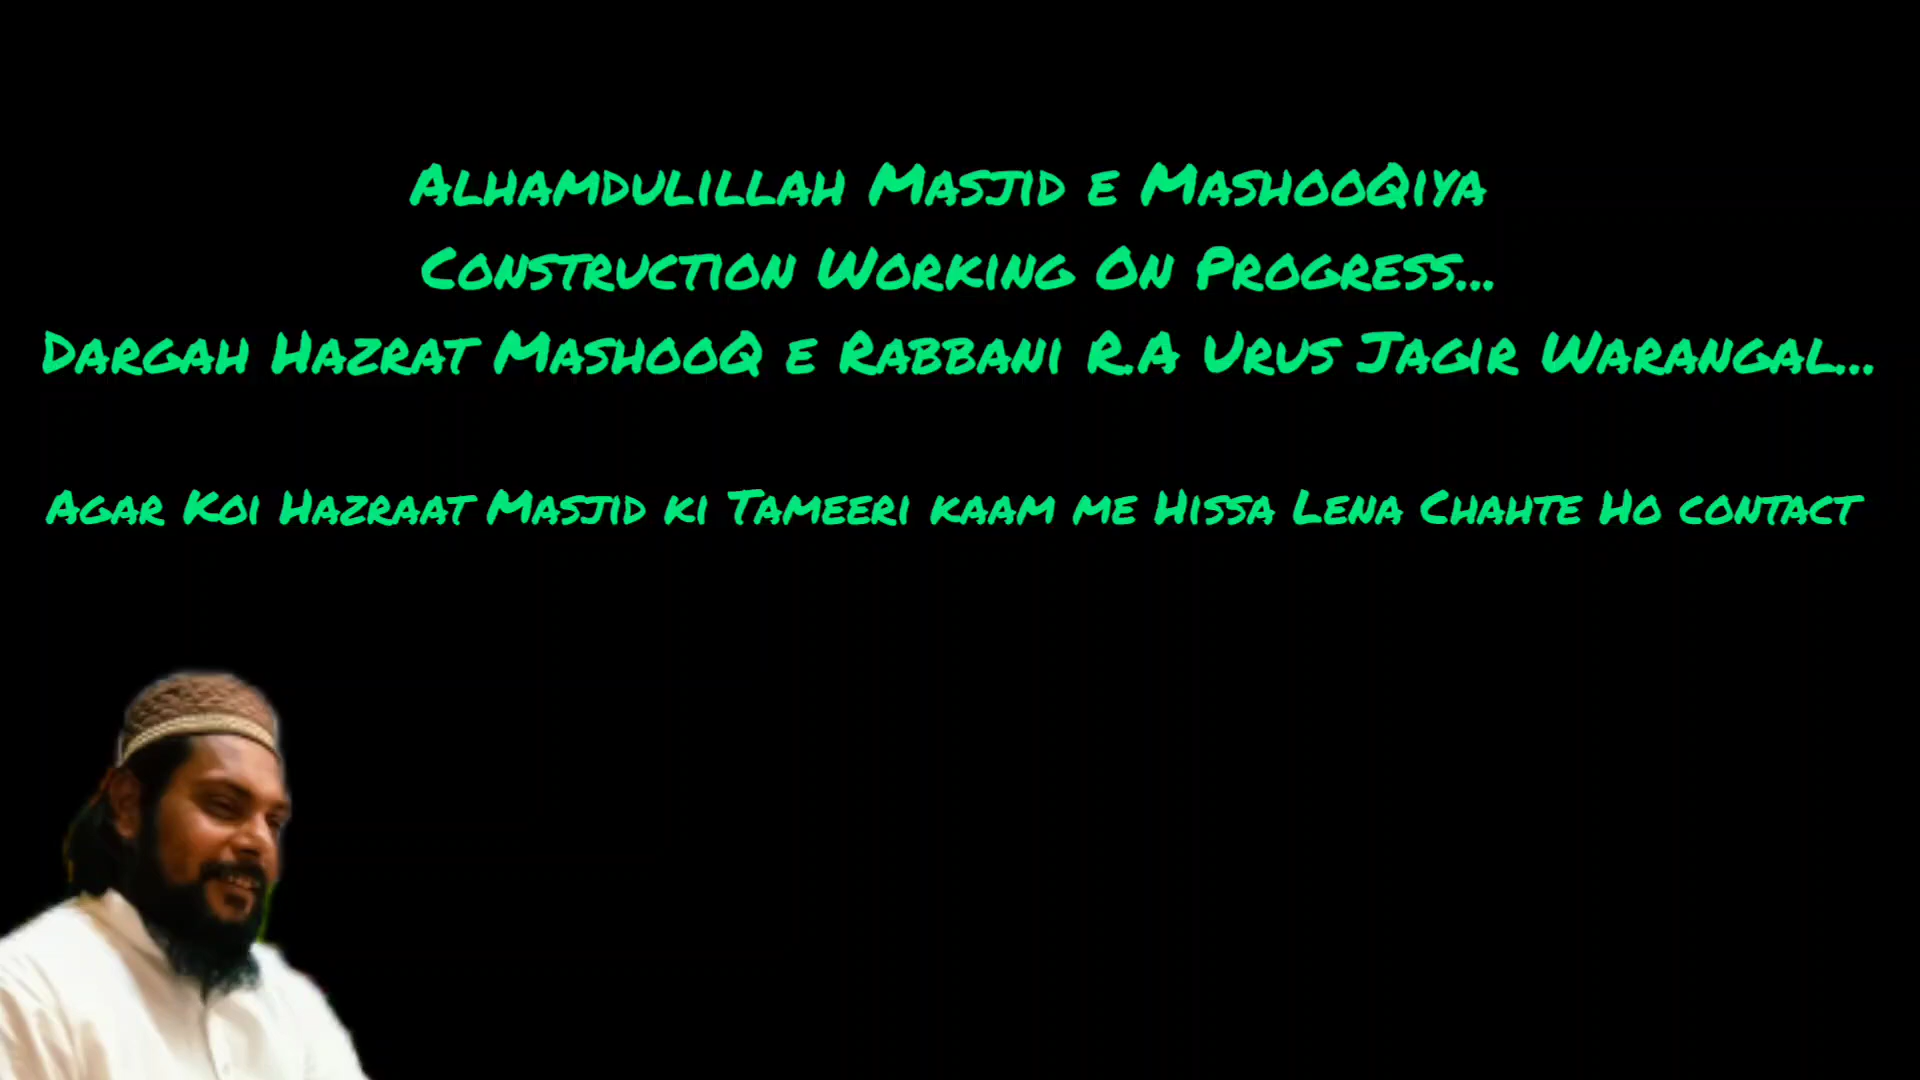 Alhamdulillah Masjid e MashooQiya
Construction Working On Progress...
Dargah Hazrat MashooQ e Rabbani R.A Urus Jagir Warangal...
Agar Koi Hazraat Masjid ki Tameeri kaam me Hissa Lena Chahte Ho contact